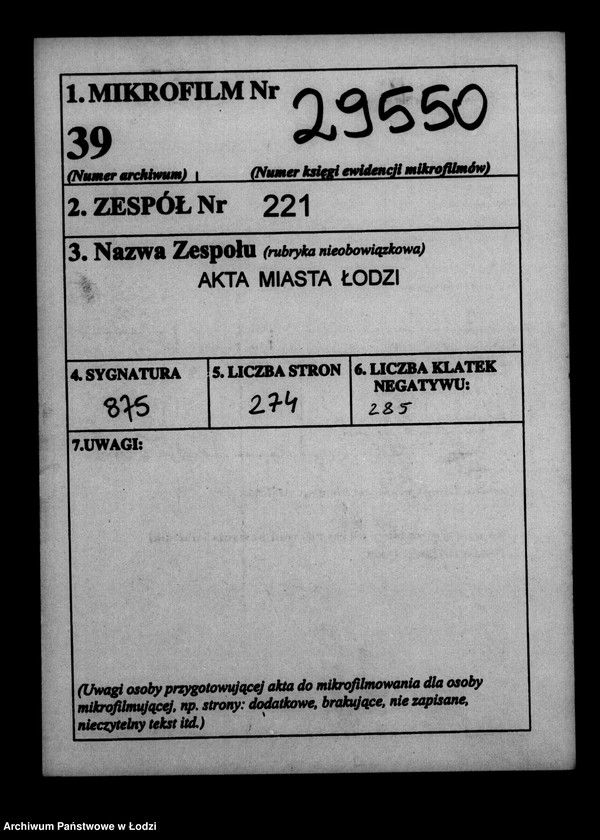 1. MIKROFILM Nr 29550
39
(Numer archiwum) (Numer księgi ewidencji mikrofilmów)
2. ZESPÓŁ Nr 221
3. Nazwa Zespołu (rubryka nieobowiązkowa)
AKTA MIASTA ŁODZI
4. SYGNATURA 5. LICZBA STRON 6. LICZBA KLATEK
NEGATYWU:
875 274 285
7.UWAGI:
(Uwagi osoby przygotowującej akta do mikrofilmowania dla osoby
mikrofilmującej, np. strony: dodatkowe, brakujące, nie zapisane,
nieczytelny tekst itd.)
Archiwum Państwowe w Łodzi